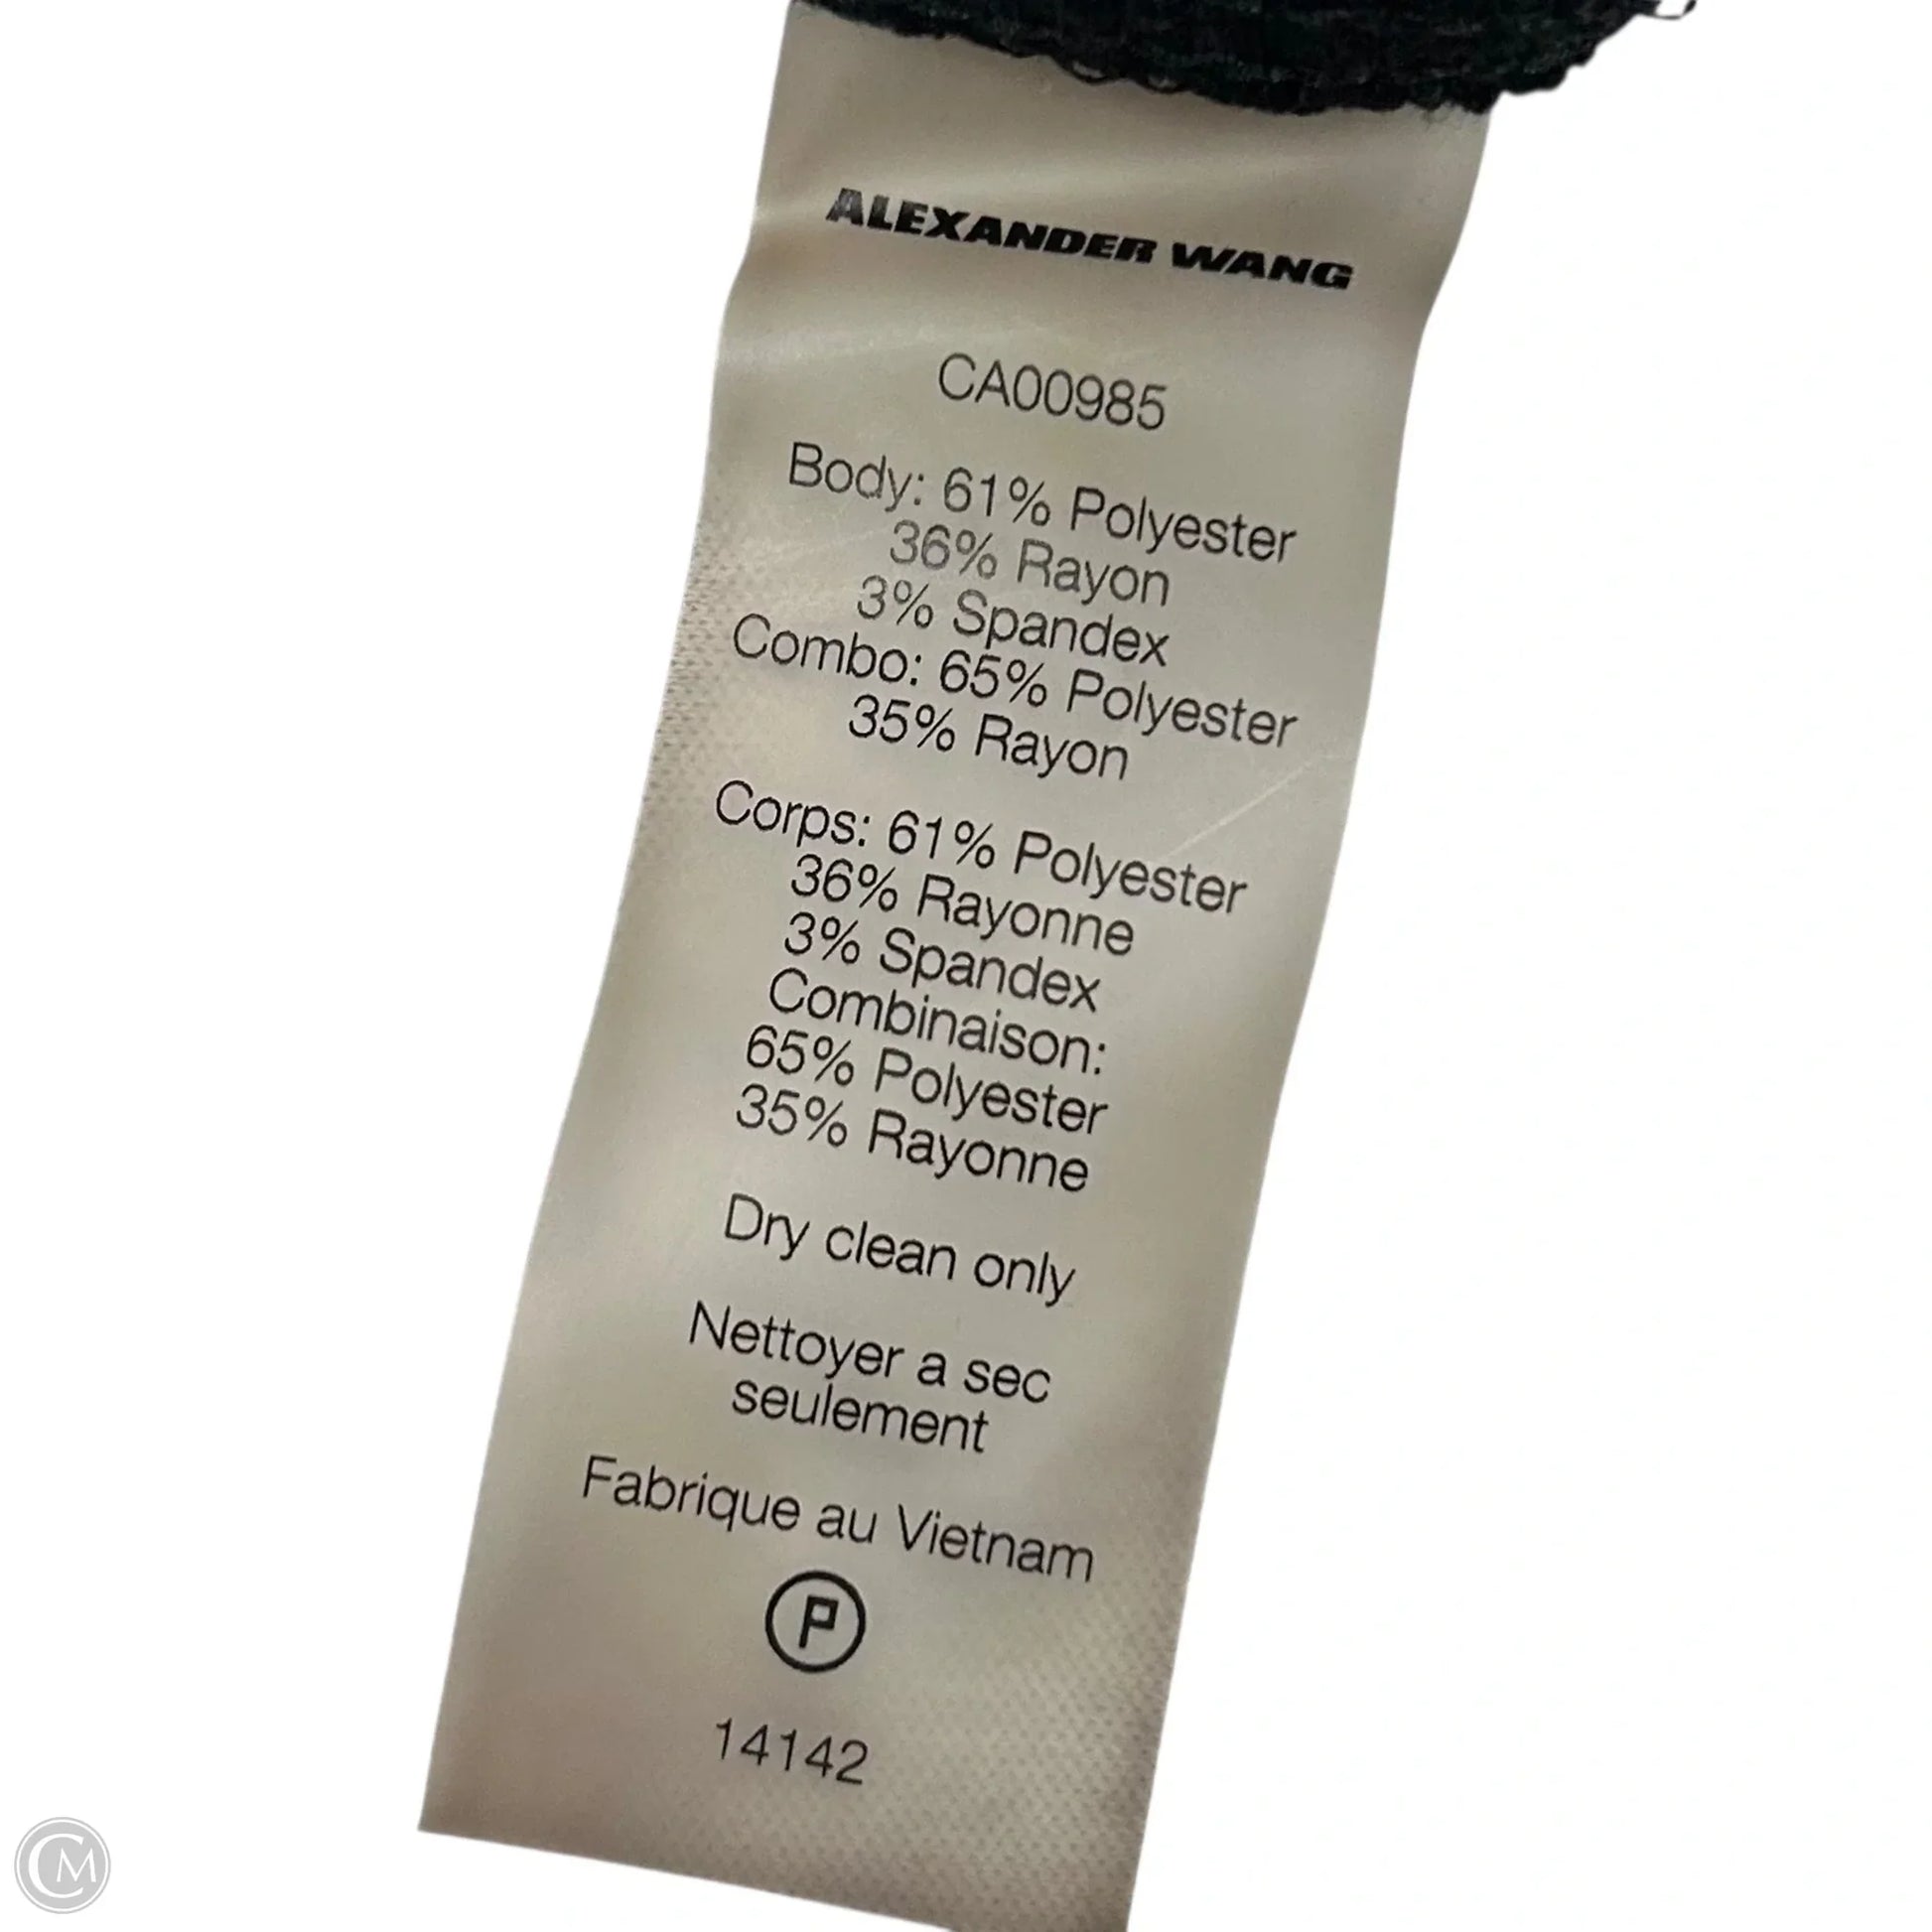 ALEXANDER WANG
CA00985
Body: 61% Polyester
36% Rayon
3% Spandex
Combo: 65% Polyester
35% Rayon
Corps: 61% Polyester
36% Rayonne
3% Spandex
Combinaison:
65% Polyester
35% Rayonne
Dry clean only
Nettoyer a sec
seulement
Fabrique au Vietnam
P
14142
CM